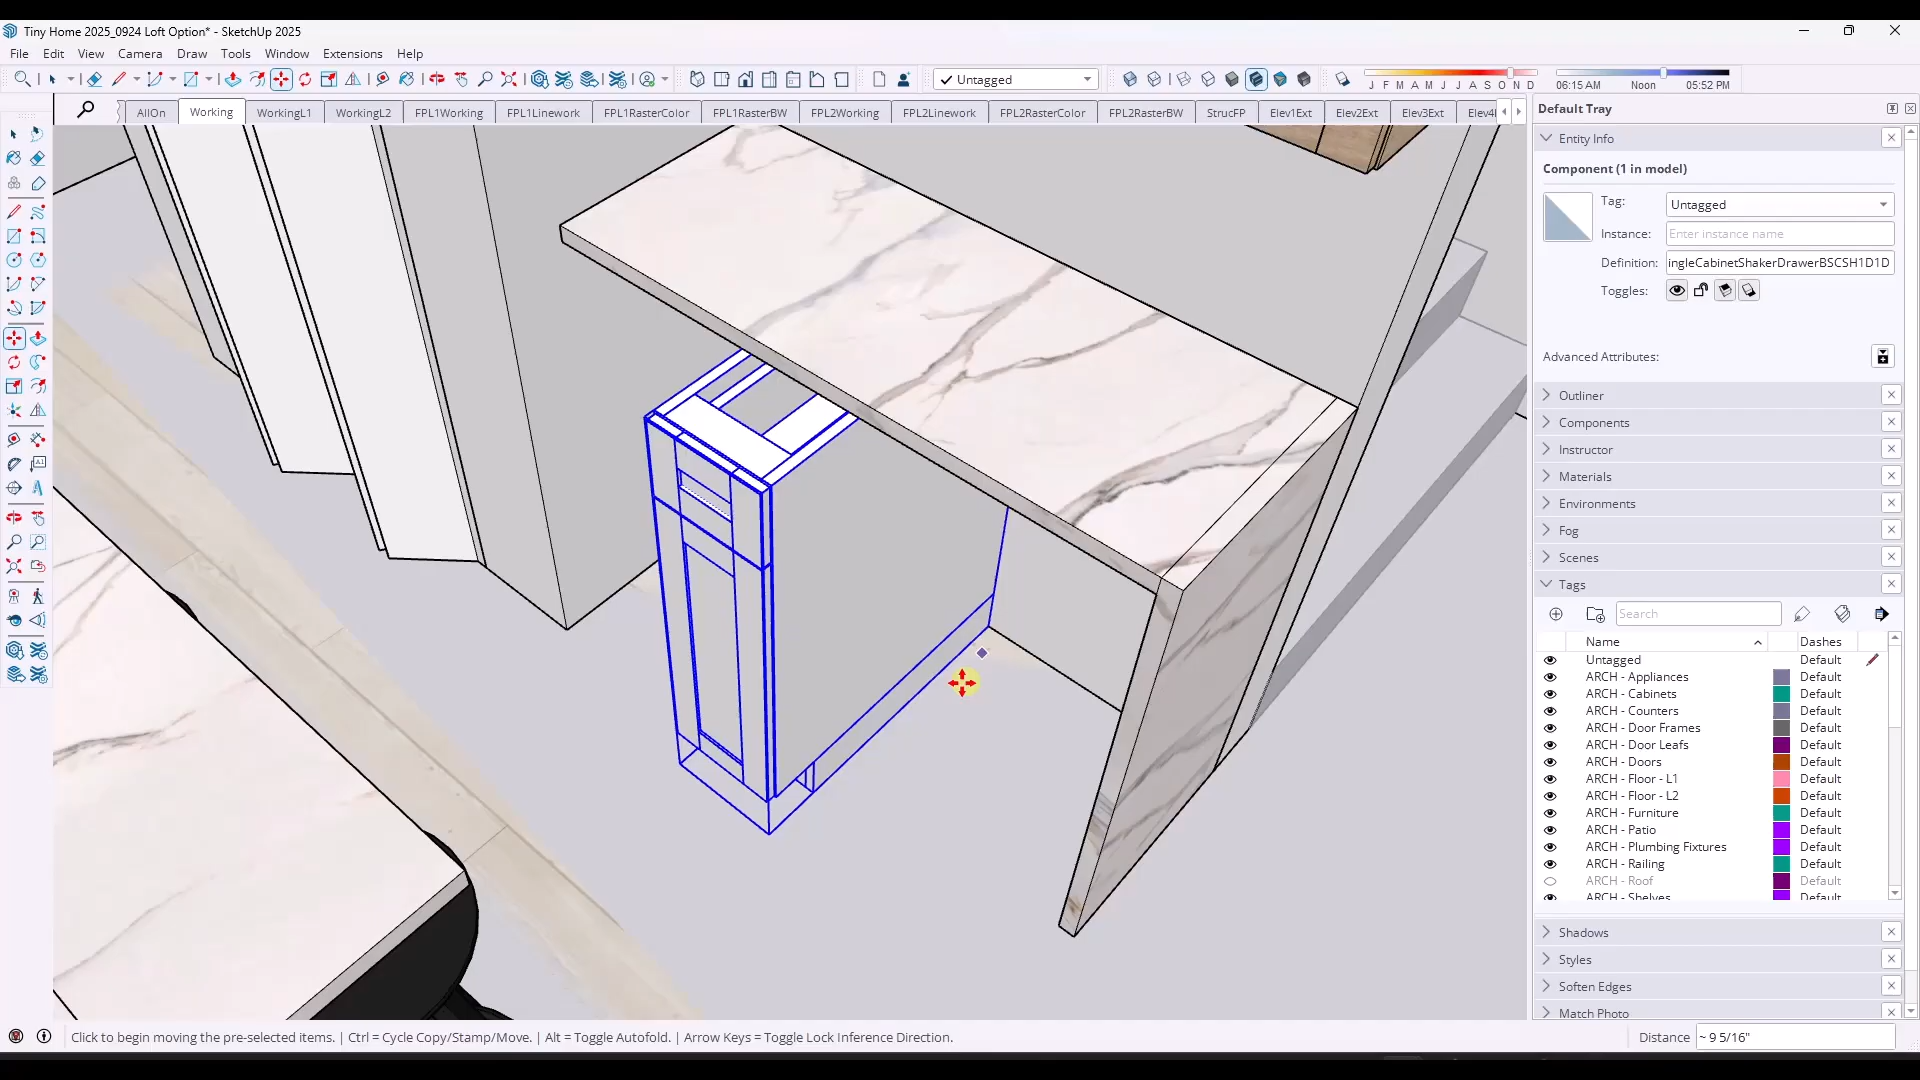 Tiny Home 2025_0924 Loft Option* - SketchUp 2025
File Edit View Camera Draw Tools Window Extensions Help
Untagged
J F M A M J J A S O N D
06:15 AM Noon 05:52 PM
AllOn Working WorkingL1 WorkingL2 FPL1Working FPL1Linework FPL1RasterColor FPL1RasterBW FPL2Working FPL2Linework FPL2RasterColor FPL2RasterBW StrucFP Elev1Ext Elev2Ext Elev3Ext
Default Tray
Entity Info
Component (1 in model)
Tag: Untagged
Instance: Enter instance name
Definition: ingleCabinetShakerDrawerBSCSH1D1D
Toggles:
Advanced Attributes:
Outliner
Components
Instructor
Materials
Environments
Fog
Scenes
Tags
Search
Name Dashes
Untagged Default
ARCH - Appliances Default
ARCH - Cabinets Default
ARCH - Counters Default
ARCH - Door Frames Default
ARCH - Door Leafs Default
ARCH - Doors Default
ARCH - Floor - L1 Default
ARCH - Floor - L2 Default
ARCH - Furniture Default
ARCH - Patio Default
ARCH - Plumbing Fixtures Default
ARCH - Railing Default
ARCH - Roof Default
ARCH - Shelves Default
Shadows
Styles
Soften Edges
Match Photo
Click to begin moving the pre-selected items. | Ctrl = Cycle Copy/Stamp/Move. | Alt = Toggle Autofold. | Arrow Keys = Toggle Lock Inference Direction.
Distance ~ 9 5/16"